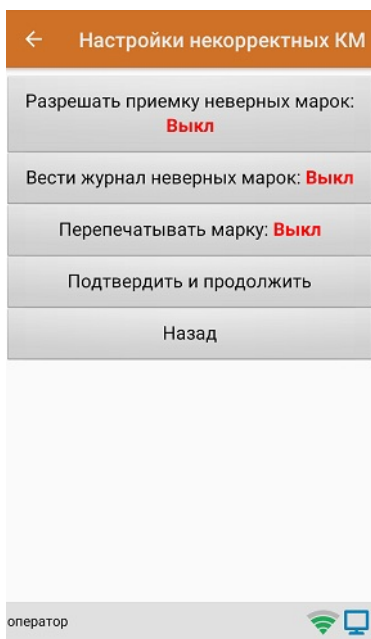 Настройки некорректных КМ
Разрешать приемку неверных марок:
Выкл
Вести журнал неверных марок: Выкл
Перепечатывать марку: Выкл
Подтвердить и продолжить
Назад
оператор